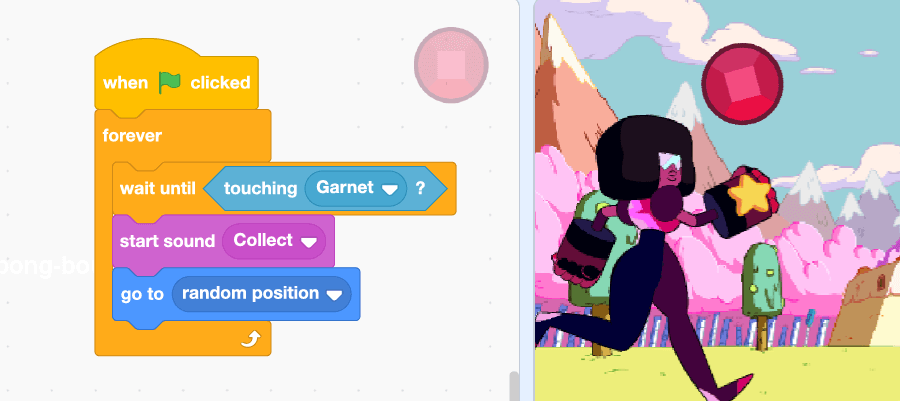 when clicked
forever
wait until touching Garnet ?
start sound Collect
go to random position